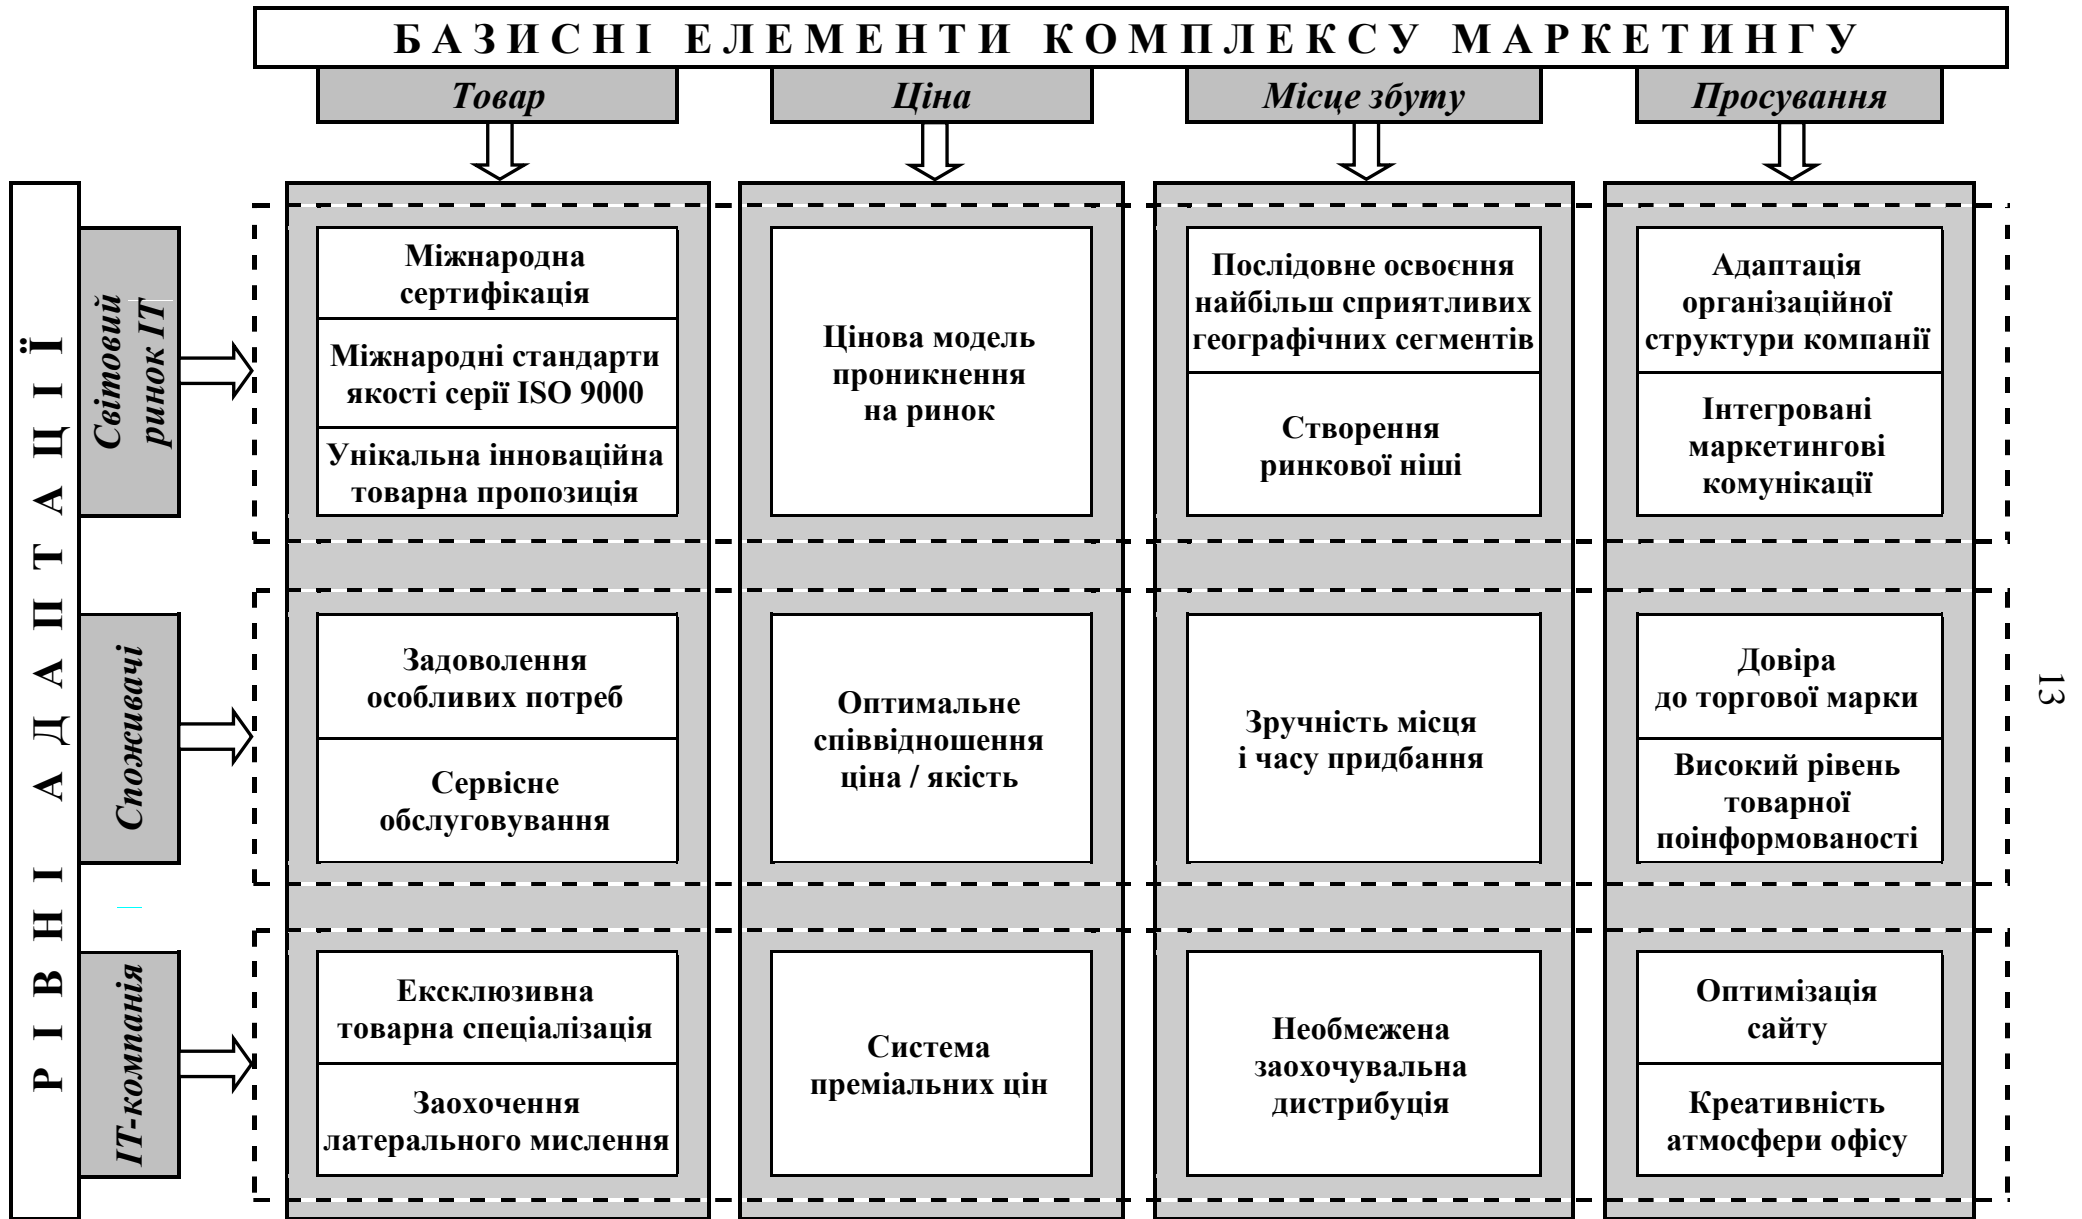 БАЗИСНІ ЕЛЕМЕНТИ КОМПЛЕКСУ МАРКЕТИНГУ
Товар
Ціна
Місце збуту
Просування
РІВНІ АДАПТАЦІЇ
Світовий
ринок ІТ
Міжнародна
сертифікація
Міжнародні стандарти
якості серії ISO 9000
Унікальна інноваційна
товарна пропозиція
Цінова модель
проникнення
на ринок
Послідовне освоєння
найбільш сприятливих
географічних сегментів
Створення
ринкової ніші
Адаптація
організаційної
структури компанії
Інтегровані
маркетингові
комунікації
Споживачі
Задоволення
особливих потреб
Сервісне
обслуговування
Оптимальне
співвідношення
ціна / якість
Зручність місця
і часу придбання
Довіра
до торгової марки
Високий рівень
товарної
поінформованості
13
ІТ-компанія
Ексклюзивна
товарна спеціалізація
Заохочення
латерального мислення
Система
преміальних цін
Необмежена
заохочувальна
дистрибуція
Оптимізація
сайту
Креативність
атмосфери офісу